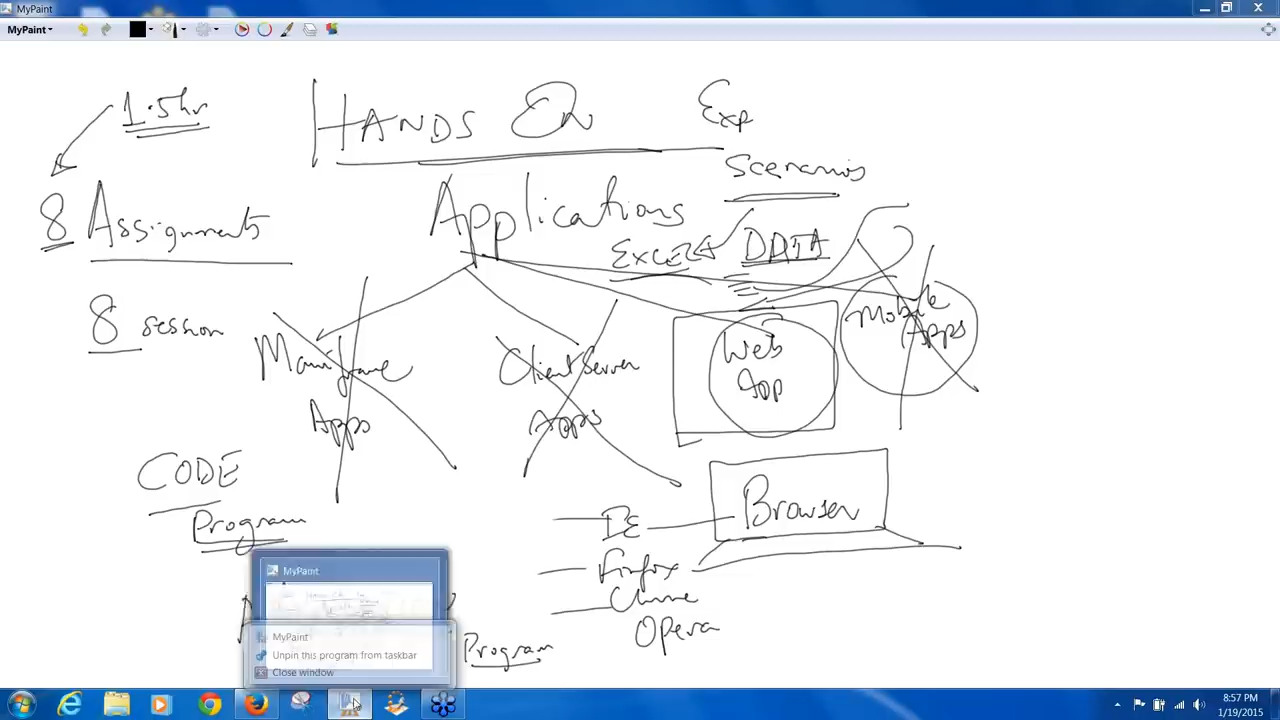 MyPaint
MyPaint
1.5hr
HANDS ON
Exp
Scenarios
8 Assignments
Applications
EXCEL
DATA
8 session
Mainframe
Apps
Client Server
Apps
Web
App
Mobile
Apps
CODE
Program
Browser
IE
Firefox
Chrome
Opera
Program
MyPaint
MyPaint
Unpin this program from taskbar
Close window
8:57 PM
1/19/2015